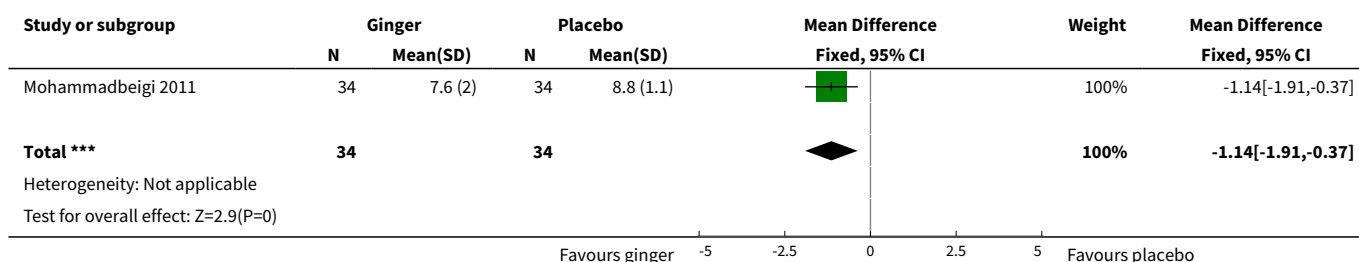 Study or subgroup Ginger Placebo Mean Difference Weight Mean Difference
N Mean(SD) N Mean(SD) Fixed, 95% CI Fixed, 95% CI
Mohammadbeigi 2011 34 7.6 (2) 34 8.8 (1.1) 100% -1.14[-1.91,-0.37]
Total *** 34 34 100% -1.14[-1.91,-0.37]
Heterogeneity: Not applicable
Test for overall effect: Z=2.9(P=0)
Favours ginger -5 -2.5 0 2.5 5 Favours placebo